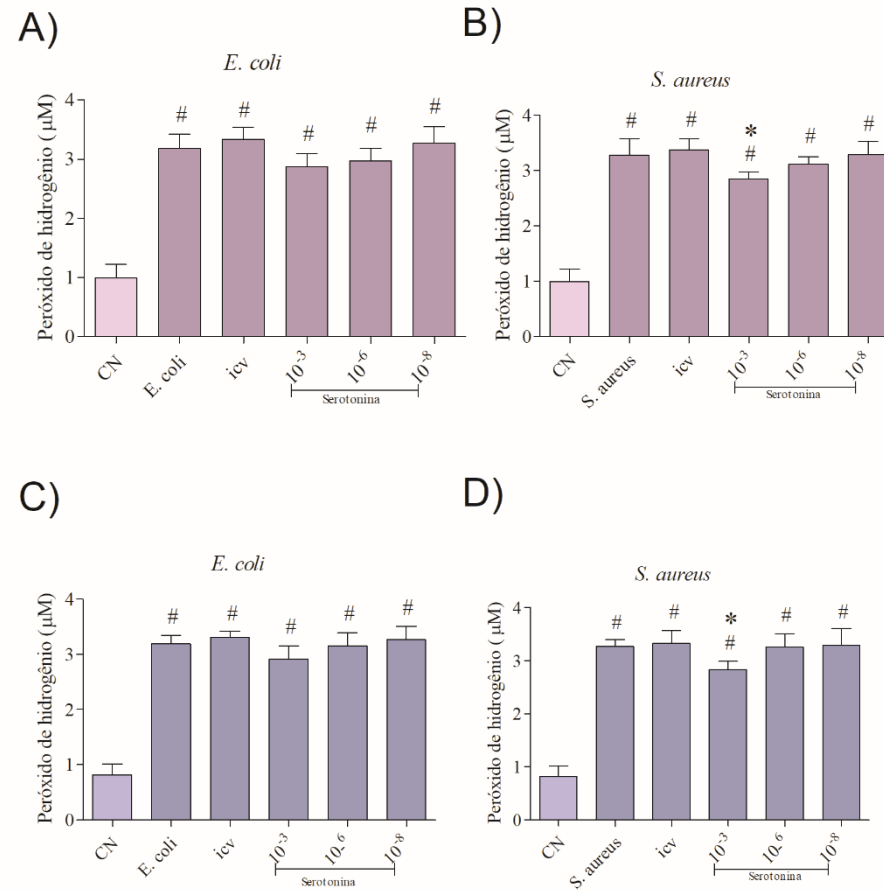 A)
E. coli
Peróxido de hidrogênio (μM)
4
3
2
1
0
# # # # #
CN E. coli icv 10⁻³ 10⁻⁶ 10⁻⁸
Serotonina
B)
S. aureus
Peróxido de hidrogênio (μM)
4
3
2
1
0
*
# # # # #
CN S. aureus icv 10⁻³ 10⁻⁶ 10⁻⁸
Serotonina
C)
E. coli
Peróxido de hidrogênio (μM)
4
3
2
1
0
# # # # #
CN E. coli icv 10⁻³ 10-⁶ 10⁻⁸
Serotonina
D)
S. aureus
Peróxido de hidrogênio (μM)
4
3
2
1
0
*
# # # # #
CN S. aureus icv 10⁻³ 10-⁶ 10⁻⁸
Serotonina